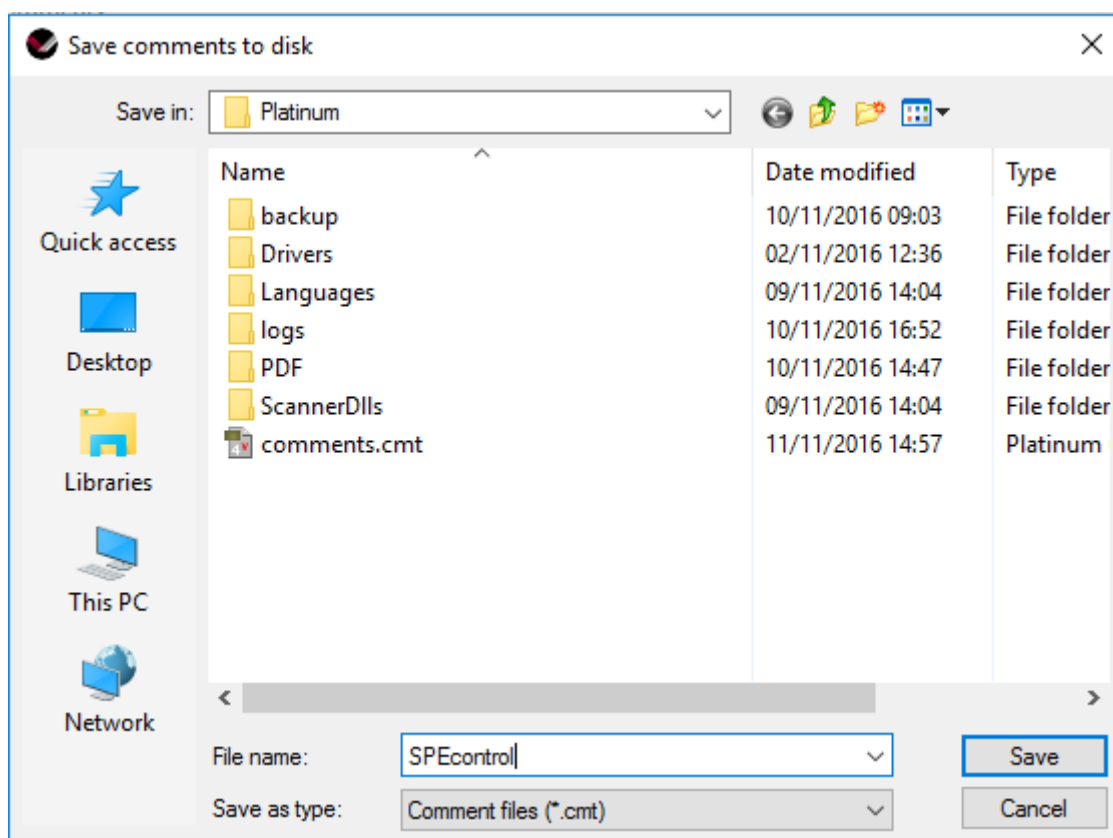 Save comments to disk
Save in: Platinum
Name Date modified Type
backup 10/11/2016 09:03 File folder
Drivers 02/11/2016 12:36 File folder
Languages 09/11/2016 14:04 File folder
logs 10/11/2016 16:52 File folder
PDF 10/11/2016 14:47 File folder
ScannerDlls 09/11/2016 14:04 File folder
comments.cmt 11/11/2016 14:57 Platinum
Quick access
Desktop
Libraries
This PC
Network
File name: SPEcontrol Save
Save as type: Comment files (*.cmt) Cancel